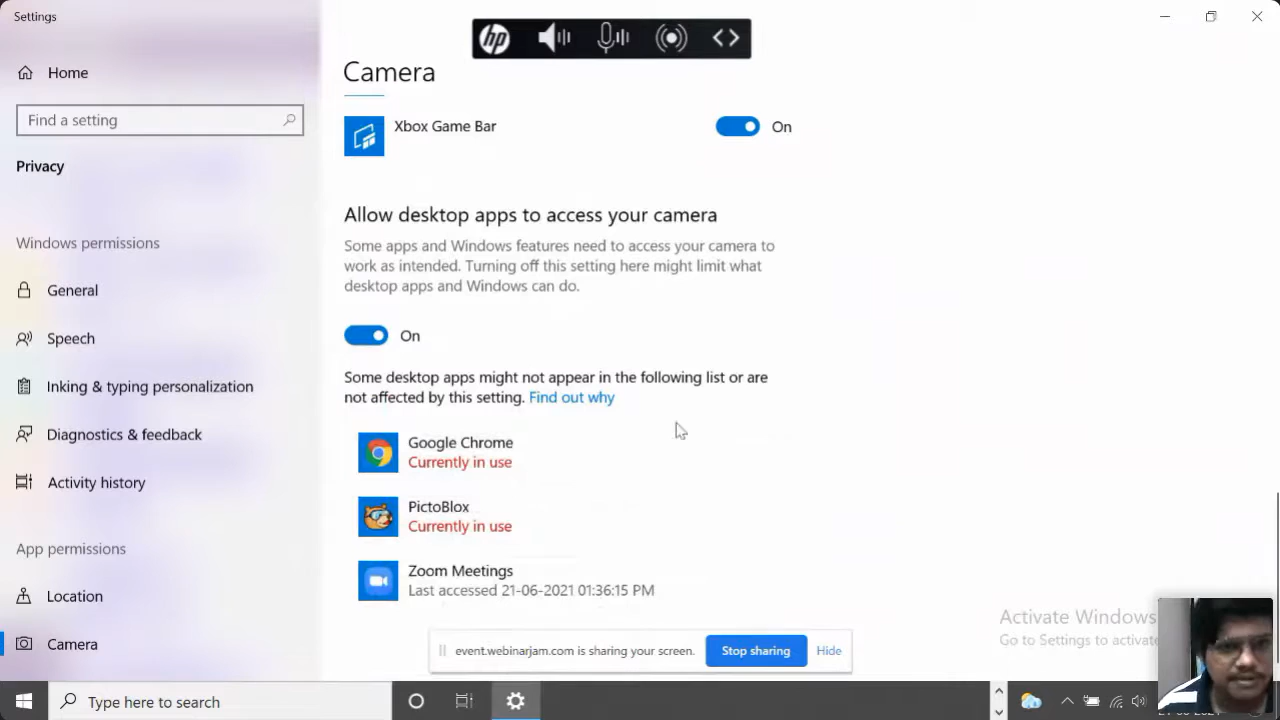 Settings
hp
Home
Camera
Find a setting
Xbox Game Bar
On
Privacy
Allow desktop apps to access your camera
Windows permissions
Some apps and Windows features need to access your camera to
work as intended. Turning off this setting here might limit what
desktop apps and Windows can do.
General
Speech
On
Inking & typing personalization
Some desktop apps might not appear in the following list or are
not affected by this setting. Find out why
Diagnostics & feedback
Google Chrome
Currently in use
Activity history
PictoBlox
Currently in use
App permissions
Zoom Meetings
Last accessed 21-06-2021 01:36:15 PM
Location
Activate Windows
Go to Settings to activate
Camera
event.webinarjam.com is sharing your screen.
Stop sharing
Hide
Type here to search